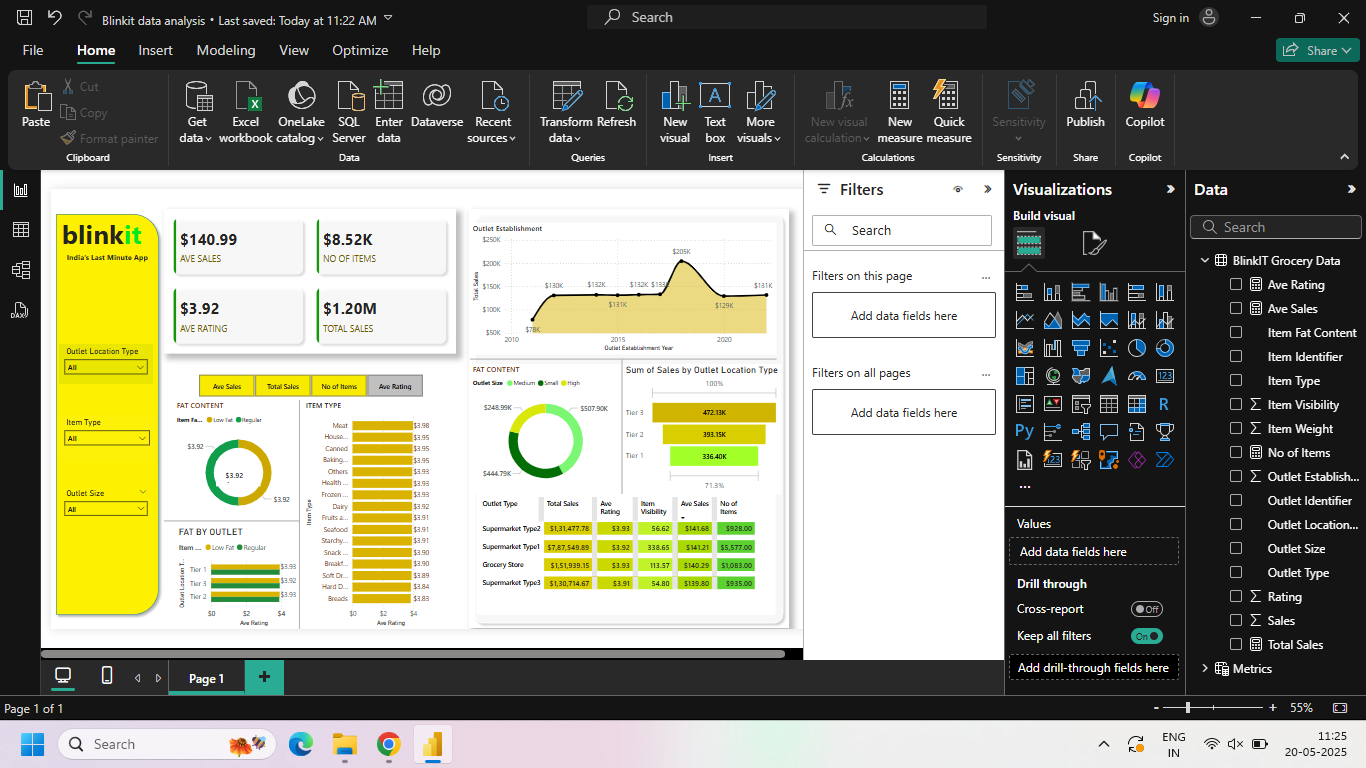 Blinkit data analysis • Last saved: Today at 11:22 AM
Search
Sign in
File
Home
Insert
Modeling
View
Optimize
Help
Share
Paste
Cut
Copy
Format painter
Clipboard
Get data
Excel workbook
OneLake catalog
SQL Server
Enter data
Dataverse
Recent sources
Data
Transform data
Refresh
Queries
New visual
Text box
More visuals
Insert
New visual calculation
New measure
Quick measure
Calculations
Sensitivity
Sensitivity
Publish
Share
Copilot
Copilot
blinkit
India's Last Minute App
Outlet Location Type
All
Item Type
All
Outlet Size
All
$140.99
AVE SALES
$8.52K
NO OF ITEMS
$3.92
AVE RATING
$1.20M
TOTAL SALES
Ave Sales
Total Sales
No of Items
Ave Rating
FAT CONTENT
Item Fa...
Low Fat
Regular
$3.92
$3.92
$3.92
FAT BY OUTLET
Item ...
Low Fat
Regular
Outlet Location T...
Tier 1
$3.93
Tier 3
$3.92
Tier 2
$3.93
$0
$2
$4
Ave Rating
ITEM TYPE
Item Type
Meat
$3.98
House...
$3.95
Canned
$3.95
Baking...
$3.95
Others
$3.93
Health ...
$3.93
Frozen ...
$3.93
Dairy
$3.92
Fruits a...
$3.91
Seafood
$3.91
Starchy...
$3.91
Snack ...
$3.90
Breakf...
$3.90
Soft Dr...
$3.89
Hard D...
$3.84
Breads
$3.83
$0
$2
$4
Ave Rating
Outlet Establishment
Total Sales
$250K
$200K
$150K
$100K
$50K
$78K
$130K
$132K
$131K
$132K
$133K
$205K
$129K
$131K
2010
2015
2020
Outlet Establishment Year
FAT CONTENT
Outlet Size
Medium
Small
High
$248.99K
$507.90K
$444.79K
Sum of Sales by Outlet Location Type
100%
Tier 3
472.13K
Tier 2
393.15K
Tier 1
336.40K
71.3%
Outlet Type Total Sales Ave Rating Item Visibility Ave Sales No of Items
Supermarket Type2 $1,31,477.78 $3.93 56.62 $141.68 $928.00
Supermarket Type1 $7,87,549.89 $3.92 338.65 $141.21 $5,577.00
Grocery Store $1,51,939.15 $3.93 113.57 $140.29 $1,083.00
Supermarket Type3 $1,30,714.67 $3.91 54.80 $139.80 $935.00
Filters
Search
Filters on this page
...
Add data fields here
Filters on all pages
...
Add data fields here
Visualizations
Build visual
R
Py
123
...
Values
Add data fields here
Drill through
Cross-report
Off
Keep all filters
On
Add drill-through fields here
Data
Search
BlinkIT Grocery Data
Ave Rating
Ave Sales
Item Fat Content
Item Identifier
Item Type
Item Visibility
Item Weight
No of Items
Outlet Establish...
Outlet Identifier
Outlet Location...
Outlet Size
Outlet Type
Rating
Sales
Total Sales
Metrics
Page 1
Page 1 of 1
- + 55%
Search
ENG
IN
11:25
20-05-2025